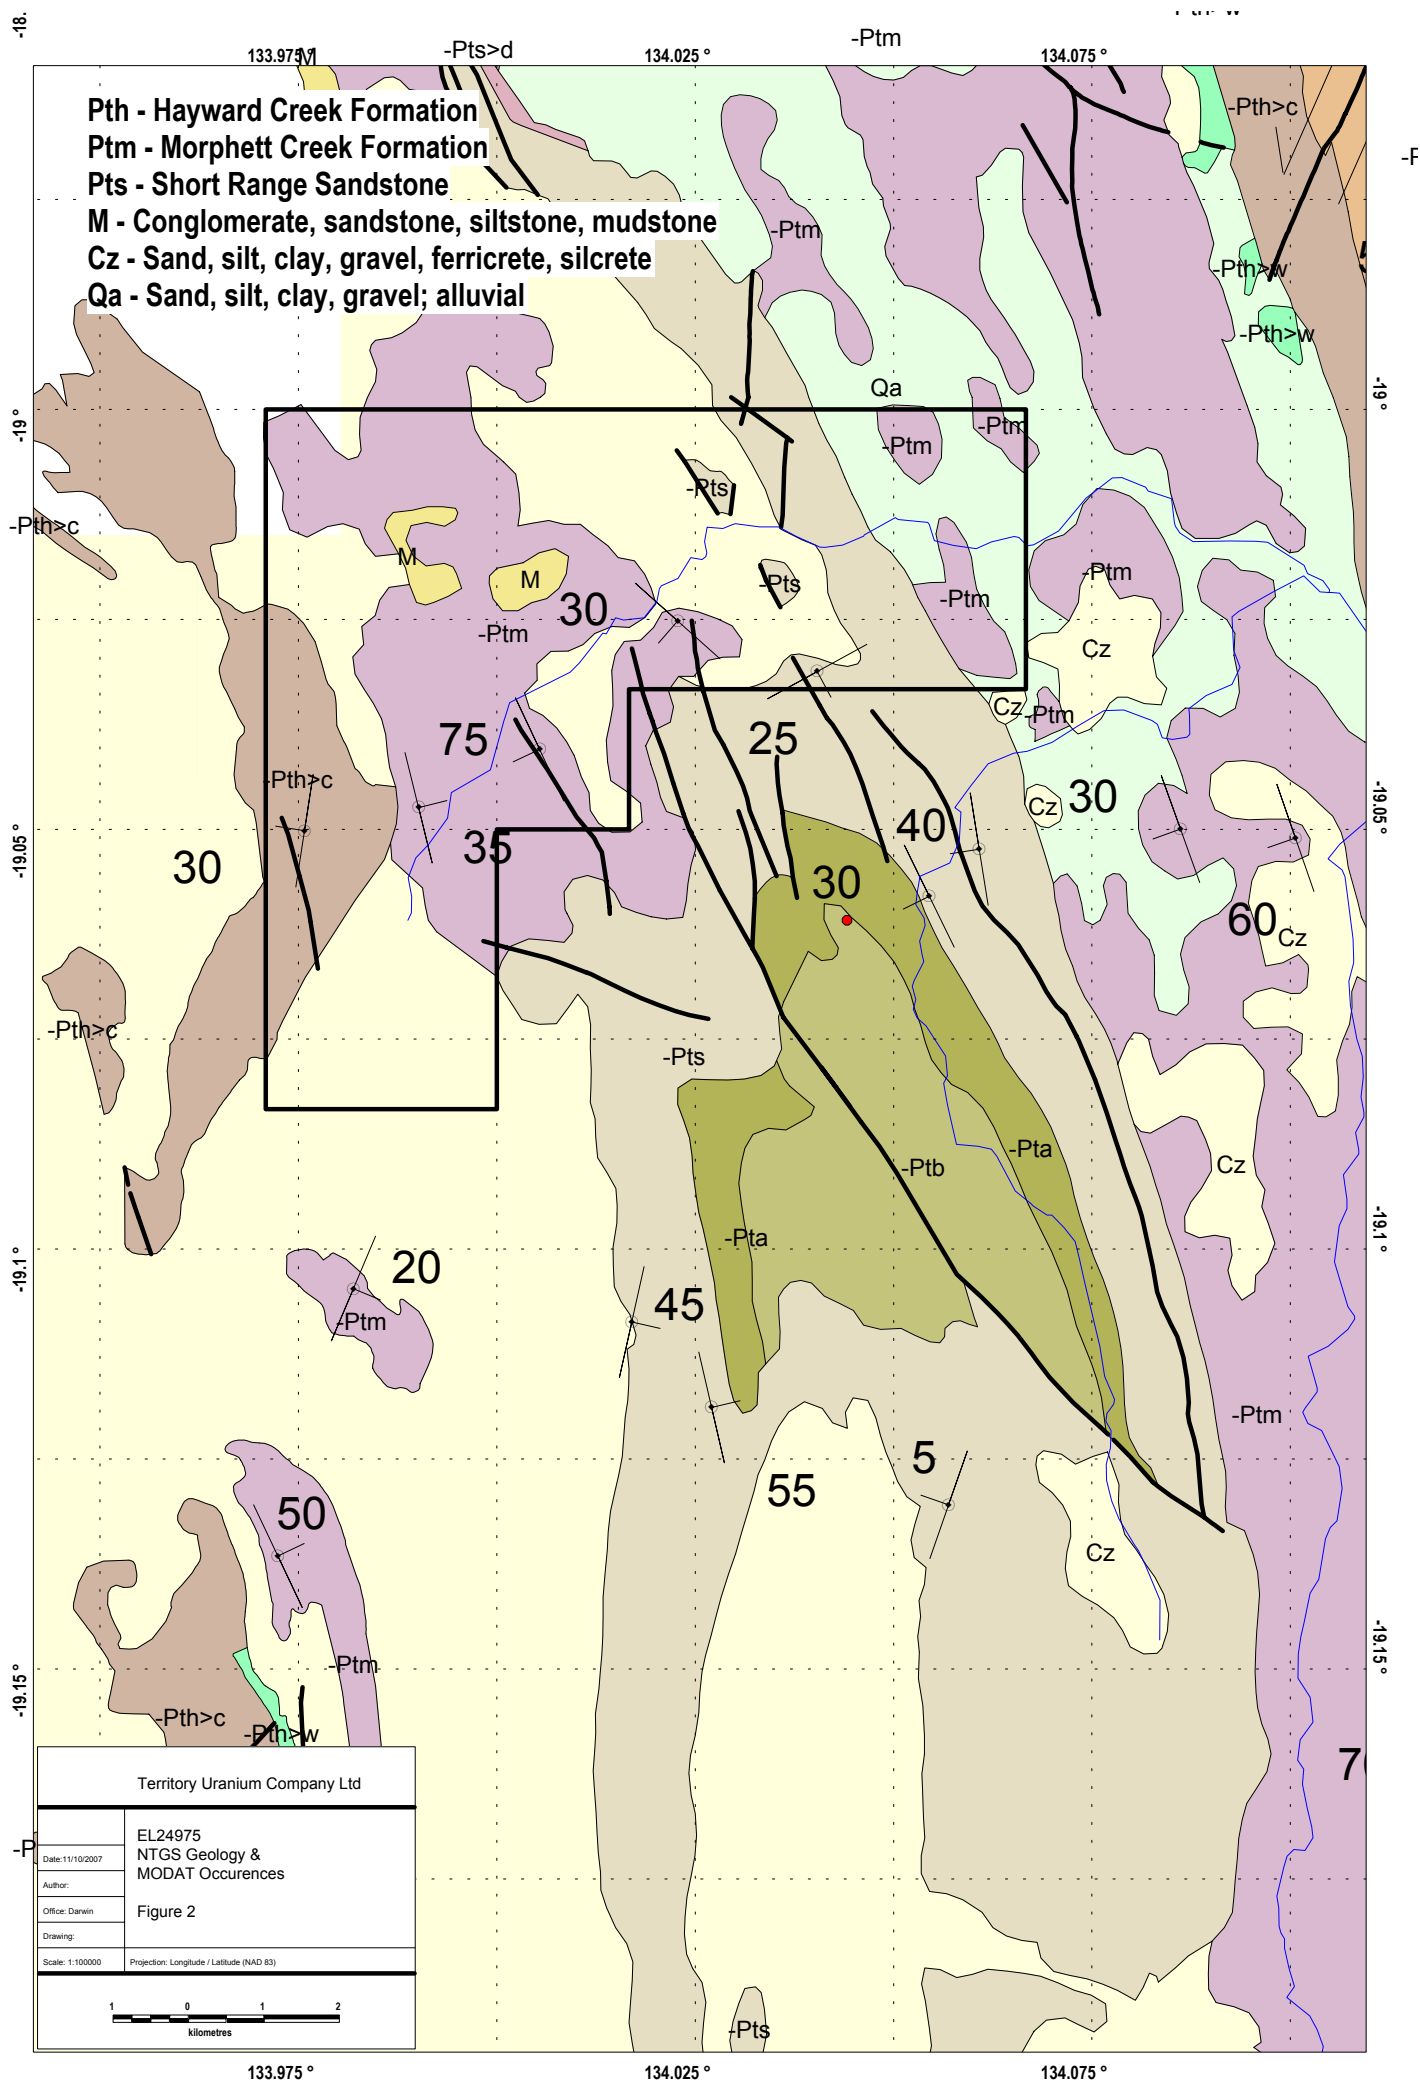 -18.
133.975 °
M
-Pts>d
134.025 °
-Ptm
134.075 °
Pth - Hayward Creek Formation
Ptm - Morphett Creek Formation
Pts - Short Range Sandstone
M - Conglomerate, sandstone, siltstone, mudstone
Cz - Sand, silt, clay, gravel, ferricrete, silcrete
Qa - Sand, silt, clay, gravel; alluvial
-Pth>c
-P
-Ptm
-Pth>w
-Pth>w
-19°
Qa
-19°
-Ptm
-Ptm
-Pts
-Pth>c
M
M
-Pts
-Ptm
-Ptm
30
-Ptm
Cz
75
25
Cz
-Ptm
-Pth>c
30
Cz
-19.05°
30
35
40
-19.05°
30
60
Cz
-Pth>c
-Pts
-Ptb
-Pta
Cz
-Pta
-19.1°
20
45
-19.1°
-Ptm
-Ptm
5
55
50
Cz
-19.15°
-Ptm
-19.15°
-Pth>c
-Pth>w
70
-P
Territory Uranium Company Ltd
EL24975
NTGS Geology &
MODAT Occurences
Figure 2
Date:11/10/2007
Author:
Office: Darwin
Drawing:
Scale: 1:100000
Projection: Longitude / Latitude (NAD 83)
1 0 1 2
kilometres
-Pts
133.975 °
134.025 °
134.075 °